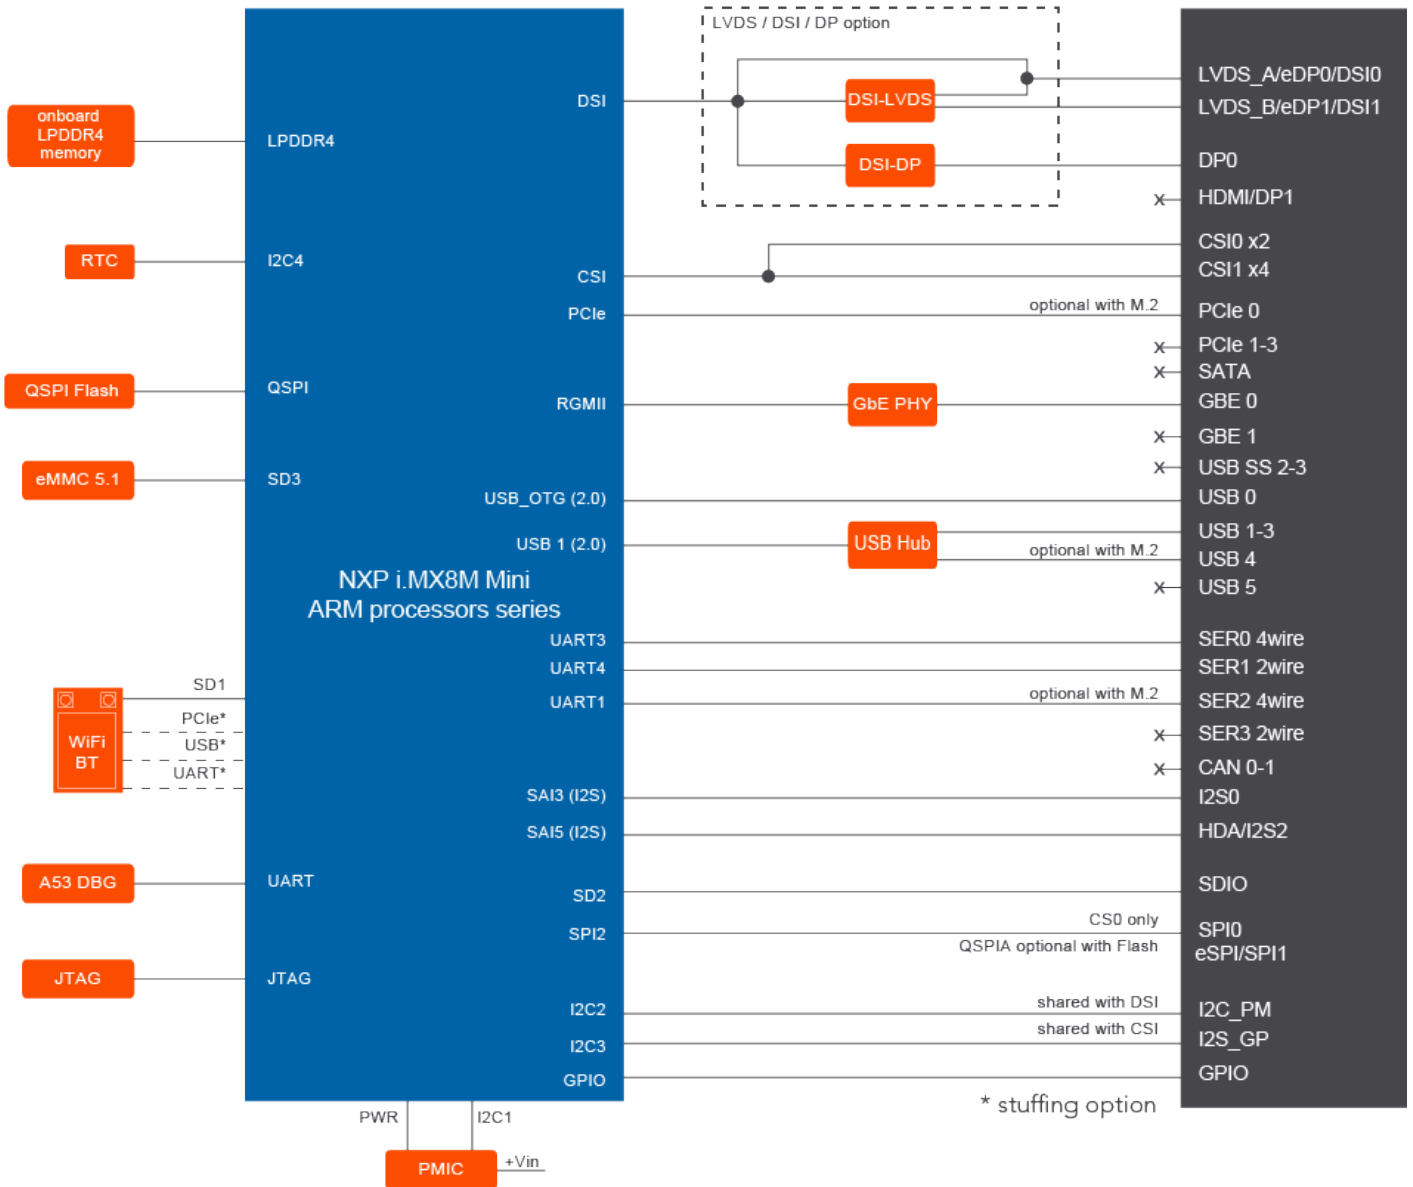 LVDS / DSI / DP option
LVDS_A/eDP0/DSI0
DSI
DSI-LVDS
LVDS_B/eDP1/DSI1
onboard
LPDDR4
memory
LPDDR4
DSI-DP
DP0
HDMI/DP1
CSI0 x2
RTC
I2C4
CSI
CSI1 x4
PCIe
optional with M.2
PCIe 0
PCIe 1-3
SATA
QSPI Flash
QSPI
RGMII
GbE PHY
GBE 0
GBE 1
USB SS 2-3
eMMC 5.1
SD3
USB_OTG (2.0)
USB 0
USB 1-3
USB 1 (2.0)
USB Hub
optional with M.2
USB 4
USB 5
NXP i.MX8M Mini
ARM processors series
UART3
SER0 4wire
UART4
SER1 2wire
SD1
UART1
optional with M.2
SER2 4wire
PCIe*
SER3 2wire
WiFi
BT
USB*
UART*
CAN 0-1
SAI3 (I2S)
I2S0
SAI5 (I2S)
HDA/I2S2
A53 DBG
UART
SD2
SDIO
CS0 only
SPI2
SPI0
QSPIA optional with Flash
eSPI/SPI1
JTAG
JTAG
shared with DSI
I2C2
I2C_PM
shared with CSI
I2C3
I2S_GP
GPIO
GPIO
* stuffing option
PWR
I2C1
PMIC
+Vin